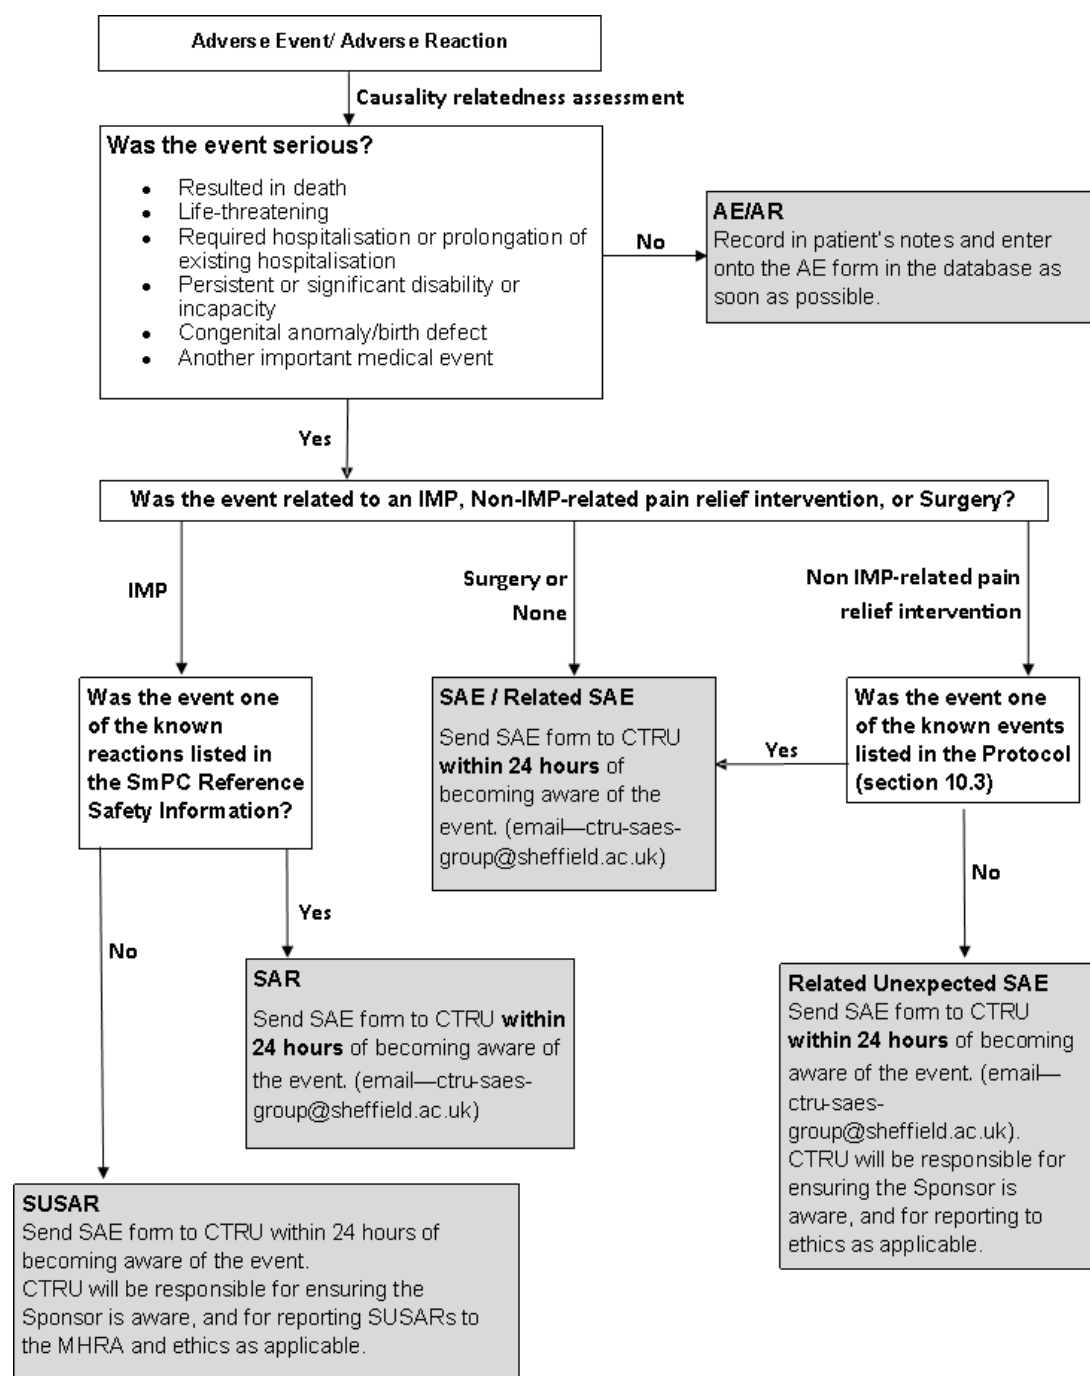 Adverse Event/ Adverse Reaction
Causality relatedness assessment
Was the event serious?
• Resulted in death
• Life-threatening
• Required hospitalisation or prolongation of
existing hospitalisation
• Persistent or significant disability or
incapacity
• Congenital anomaly/birth defect
• Another important medical event
No
AE/AR
Record in patient's notes and enter
onto the AE form in the database as
soon as possible.
Yes
Was the event related to an IMP, Non-IMP-related pain relief intervention, or Surgery?
IMP
Surgery or
None
Non IMP-related pain
relief intervention
Was the event one
of the known
reactions listed in
the SmPC Reference
Safety Information?
SAE / Related SAE
Send SAE form to CTRU
within 24 hours of
becoming aware of the
event. (email—ctru-saes-
group@sheffield.ac.uk)
Yes
Was the event one
of the known events
listed in the Protocol
(section 10.3)
No
Yes
No
SAR
Send SAE form to CTRU within
24 hours of becoming aware of
the event. (email—ctru-saes-
group@sheffield.ac.uk)
Related Unexpected SAE
Send SAE form to CTRU
within 24 hours of becoming
aware of the event. (email—
ctru-saes-
group@sheffield.ac.uk).
CTRU will be responsible for
ensuring the Sponsor is
aware, and for reporting to
ethics as applicable.
SUSAR
Send SAE form to CTRU within 24 hours of
becoming aware of the event.
CTRU will be responsible for ensuring the
Sponsor is aware, and for reporting SUSARs to
the MHRA and ethics as applicable.